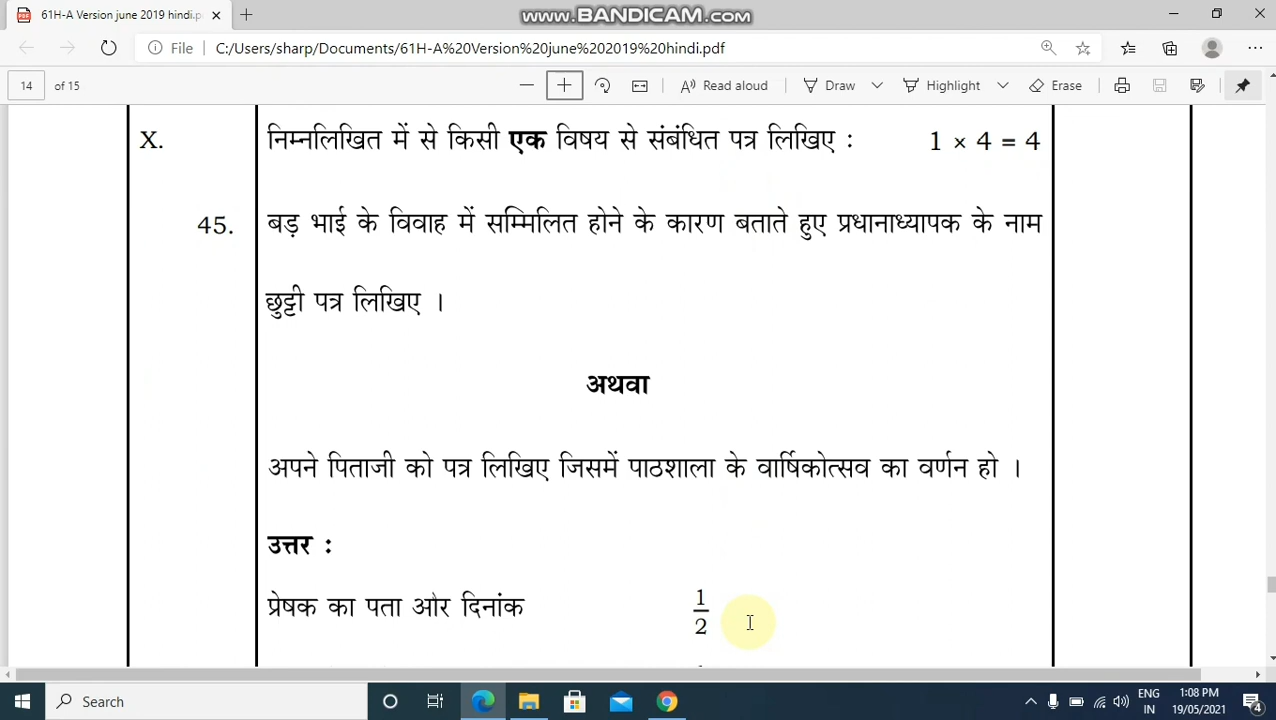 www.BANDICAM.com
61H-A Version june 2019 hindi.p
File
C:/Users/sharp/Documents/61H-A%20Version%20june%202019%20hindi.pdf
14 of 15
Read aloud
Draw
Highlight
Erase
X. निम्नलिखित में से किसी एक विषय से संबंधित पत्र लिखिए : 1 × 4 = 4
45. बड़ भाई के विवाह में सम्मिलित होने के कारण बताते हुए प्रधानाध्यापक के नाम
छुट्टी पत्र लिखिए ।
अथवा
अपने पिताजी को पत्र लिखिए जिसमें पाठशाला के वार्षिकोत्सव का वर्णन हो ।
उत्तर :
प्रेषक का पता और दिनांक 1/2
Search
ENG
IN
1:08 PM
19/05/2021
4